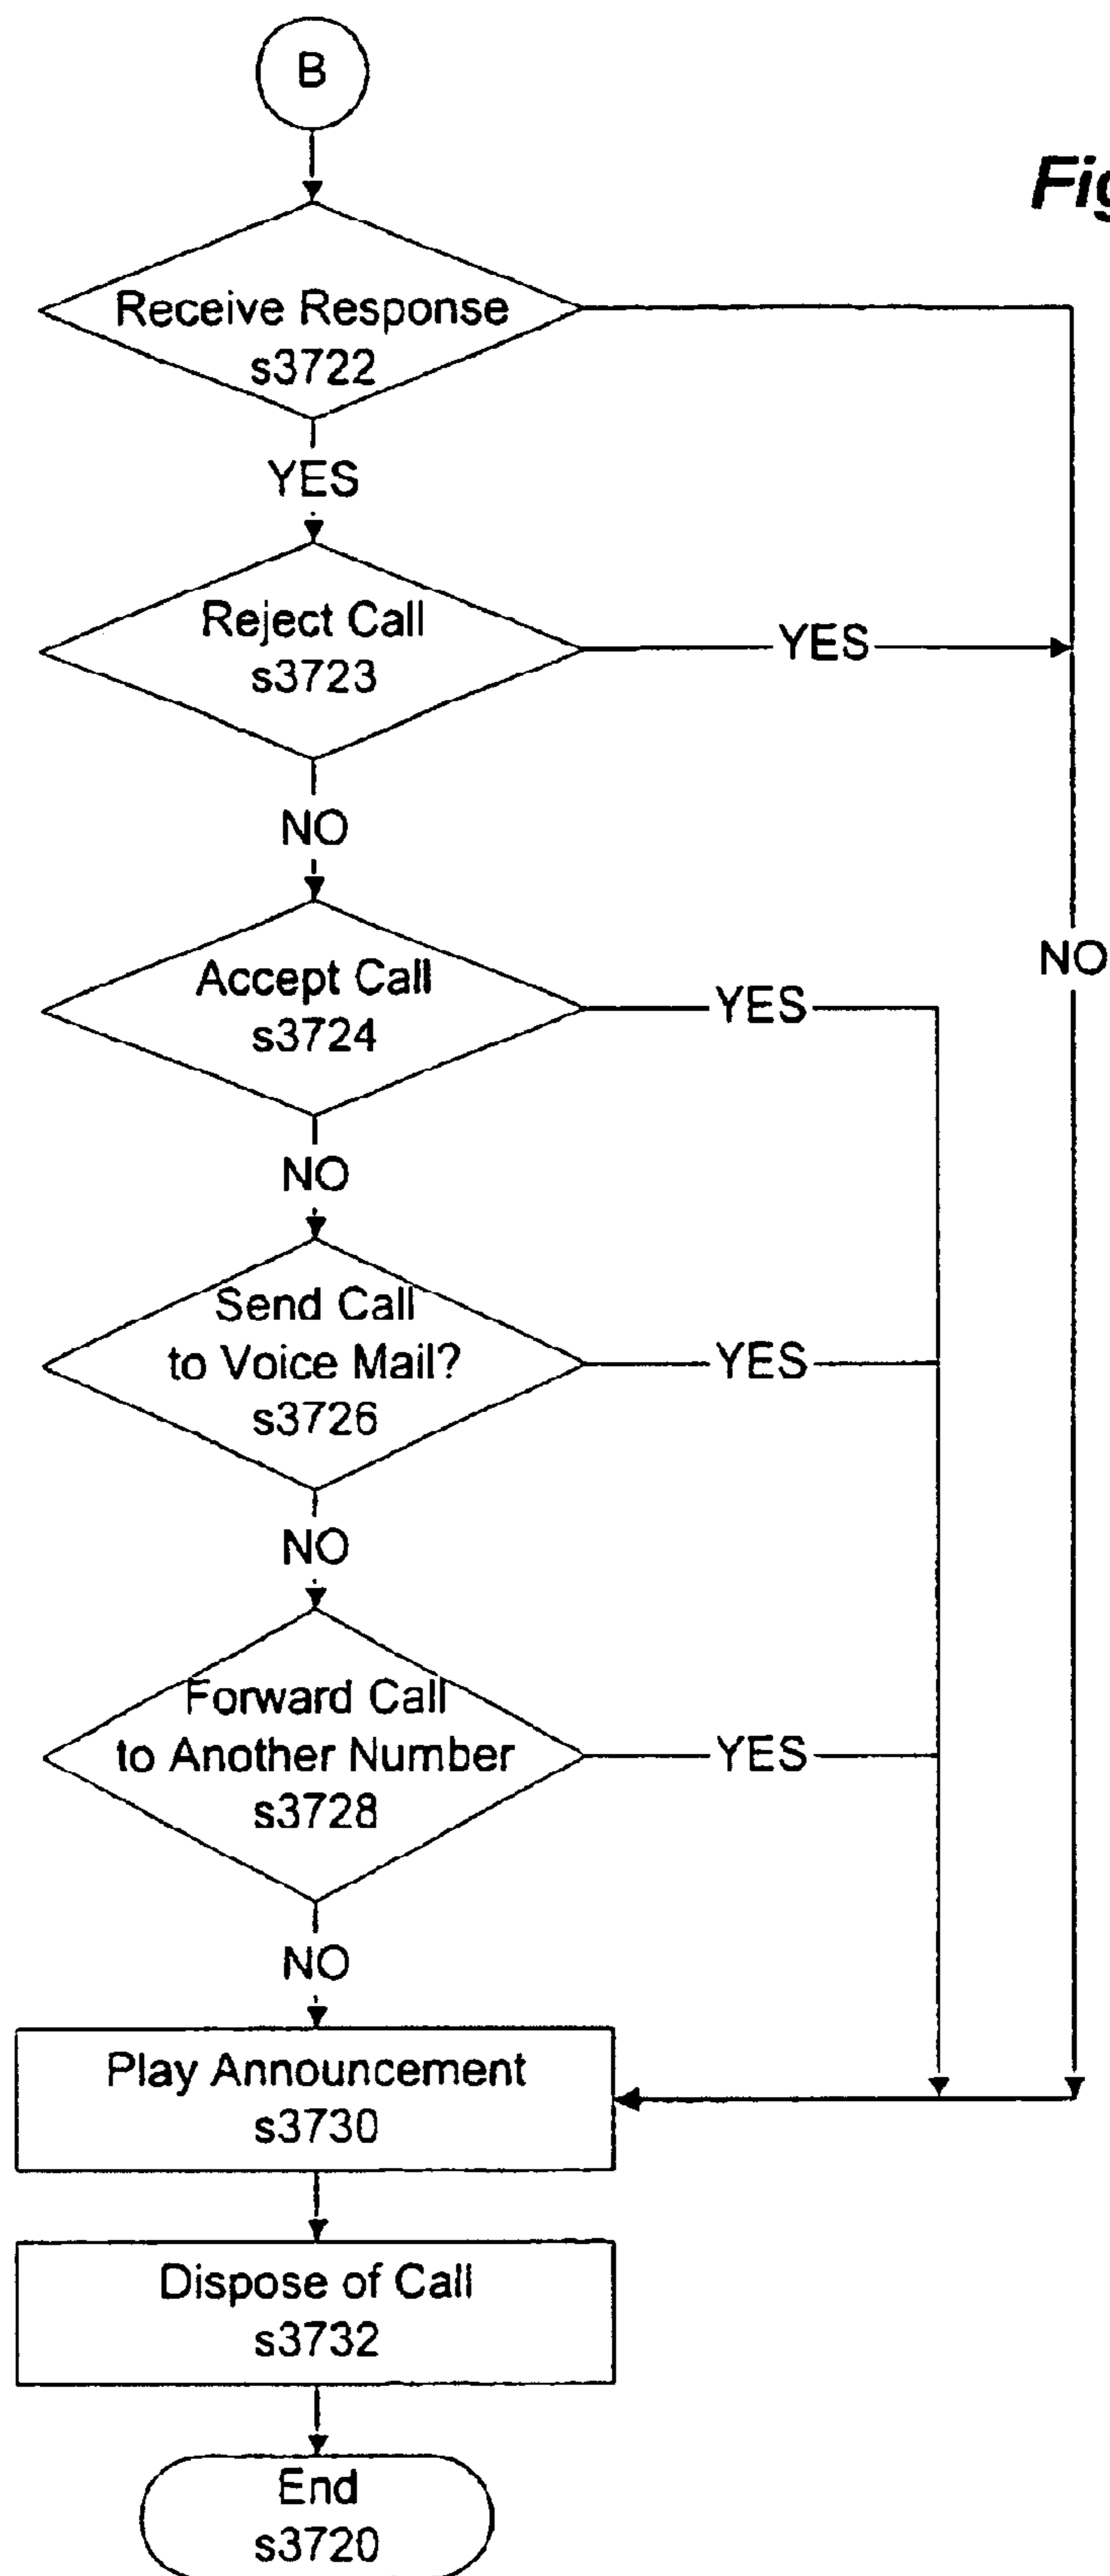 B
Fig
Receive Response
s3722
YES
Reject Call
s3723
YES
NO
Accept Call
s3724
YES
NO
NO
Send Call
to Voice Mail?
s3726
YES
NO
Forward Call
to Another Number
s3728
YES
NO
Play Announcement
s3730
Dispose of Call
s3732
End
s3720